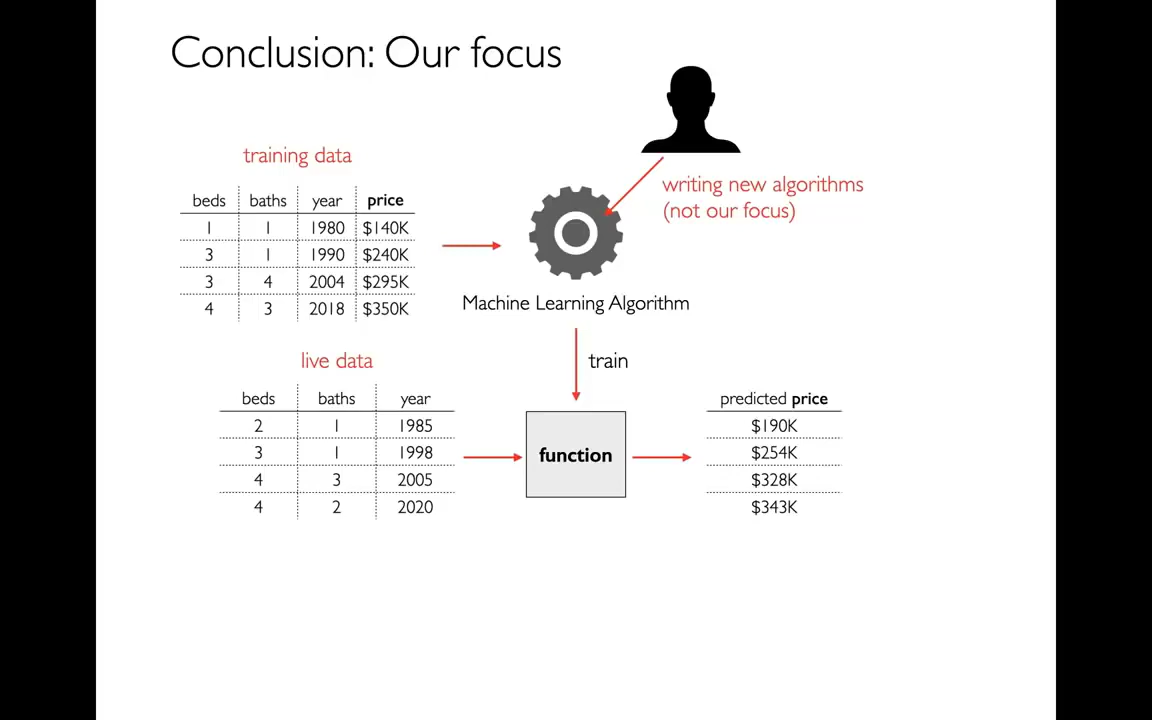 Conclusion: Our focus
training data
beds baths year price
1 1 1980 $140K
3 1 1990 $240K
3 4 2004 $295K
4 3 2018 $350K
writing new algorithms
(not our focus)
Machine Learning Algorithm
train
live data
beds baths year
2 1 1985
3 1 1998
4 3 2005
4 2 2020
function
predicted price
$190K
$254K
$328K
$343K